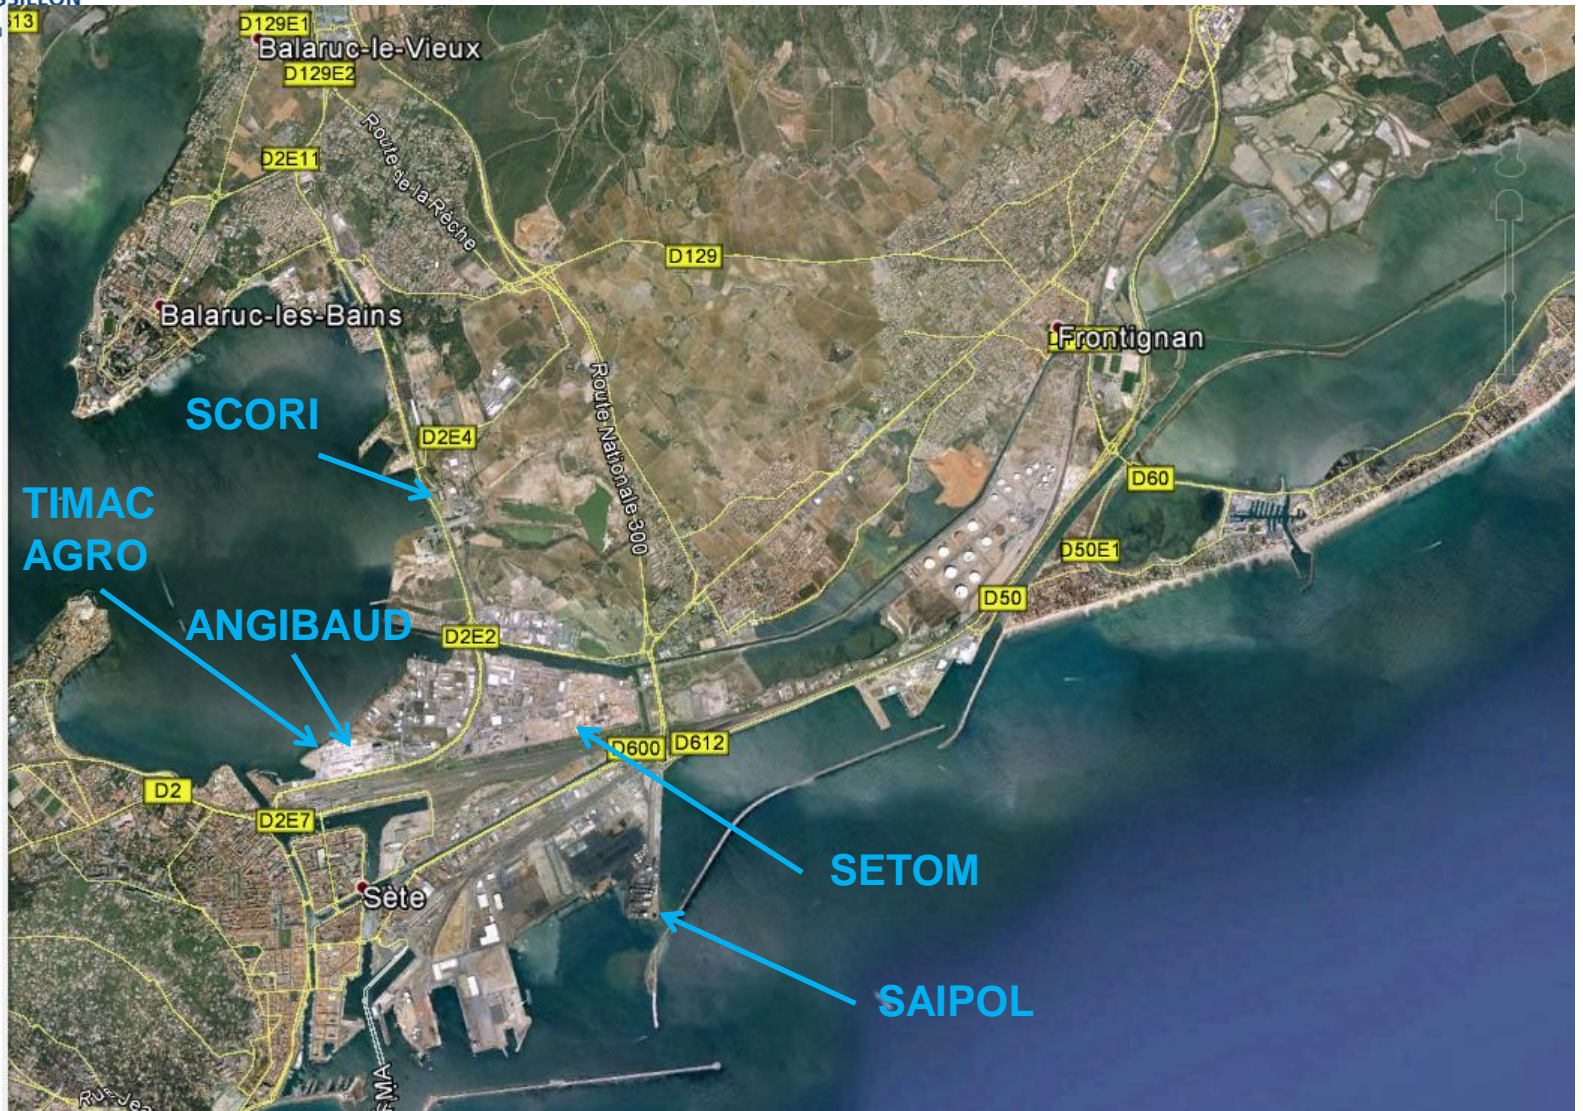 D129E1
Balaruc-le-Vieux
D129E2
Route de la Rèche
D2E11
D129
Balaruc-les-Bains
Frontignan
Route Nationale 300
SCORI
D2E4
D60
TIMAC
AGRO
D50E1
D50
ANGIBAUD
D2E2
D600
D612
D2
D2E7
SETOM
Sète
SAIPOL